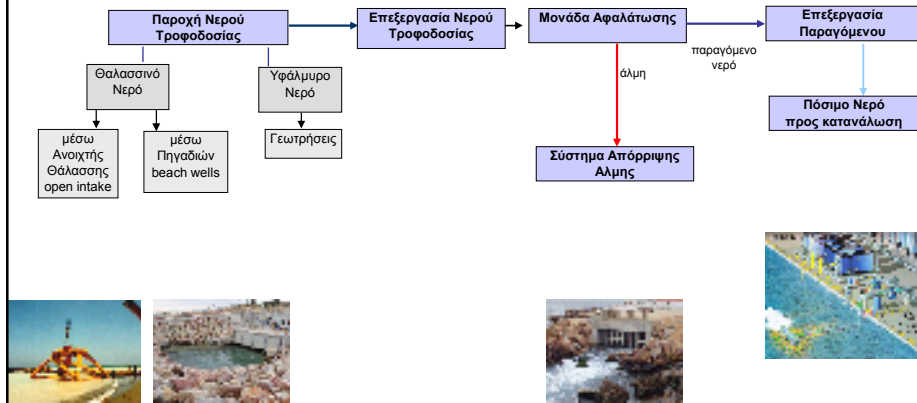 Παροχή Νερού
Τροφοδοσίας
Επεξεργασία Νερού
Τροφοδοσίας
Μονάδα Αφαλάτωσης
Επεξεργασία
Παραγόμενου
παραγόμενο
νερό
άλμη
Θαλασσινό
Νερό
Υφάλμυρο
Νερό
Πόσιμο Νερό
προς κατανάλωση
μέσω
Ανοιχτής
Θάλασσης
open intake
μέσω
Πηγαδιών
beach wells
Γεωτρήσεις
Σύστημα Απόρριψης
Αλμης